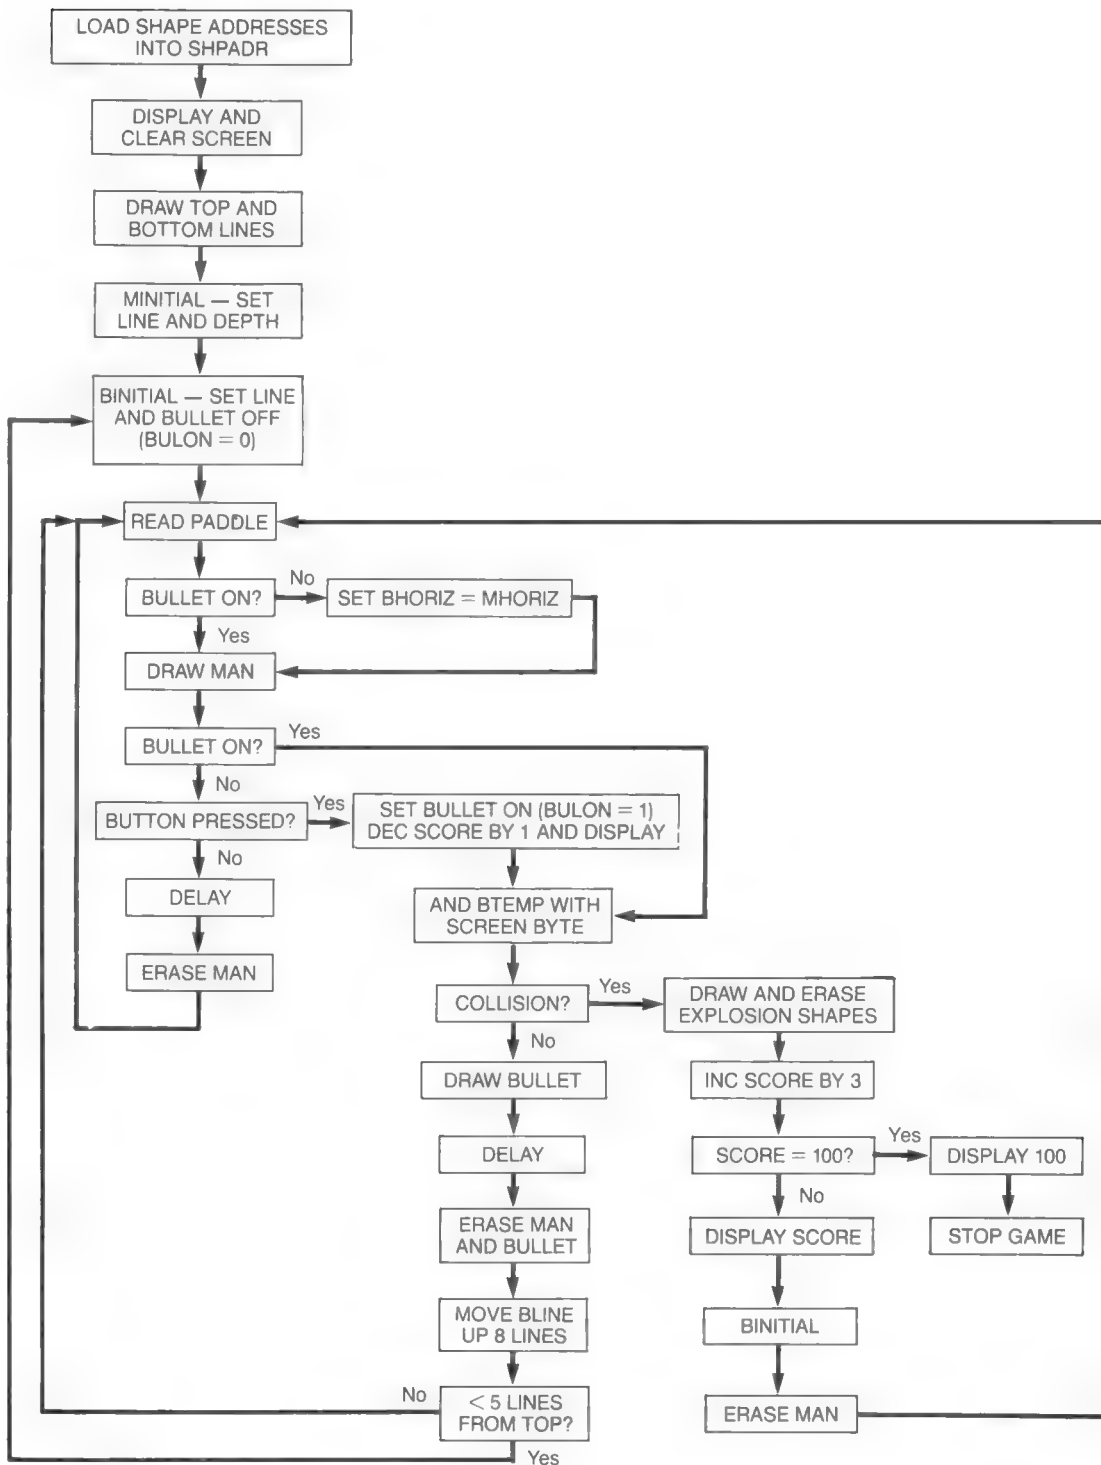 LOAD SHAPE ADDRESSES
INTO SHPADR
DISPLAY AND
CLEAR SCREEN
DRAW TOP AND
BOTTOM LINES
MINITIAL — SET
LINE AND DEPTH
BINITIAL — SET LINE
AND BULLET OFF
(BULON = 0)
READ PADDLE
BULLET ON?
No
SET BHORIZ = MHORIZ
Yes
DRAW MAN
BULLET ON?
Yes
No
BUTTON PRESSED?
Yes
SET BULLET ON (BULON = 1)
DEC SCORE BY 1 AND DISPLAY
No
DELAY
AND BTEMP WITH
SCREEN BYTE
ERASE MAN
COLLISION?
Yes
DRAW AND ERASE
EXPLOSION SHAPES
No
DRAW BULLET
INC SCORE BY 3
DELAY
SCORE = 100?
Yes
DISPLAY 100
No
ERASE MAN
AND BULLET
DISPLAY SCORE
STOP GAME
MOVE BLINE
UP 8 LINES
BINITIAL
No
< 5 LINES
FROM TOP?
ERASE MAN
Yes